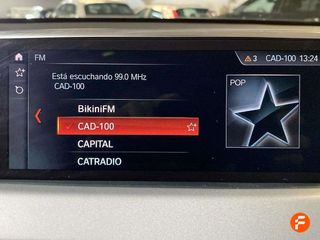 FM
3 CAD-100 13:24
Está escuchando 99.0 MHz
CAD-100
POP
BikiniFM
CAD-100
CAPITAL
CATRADIO